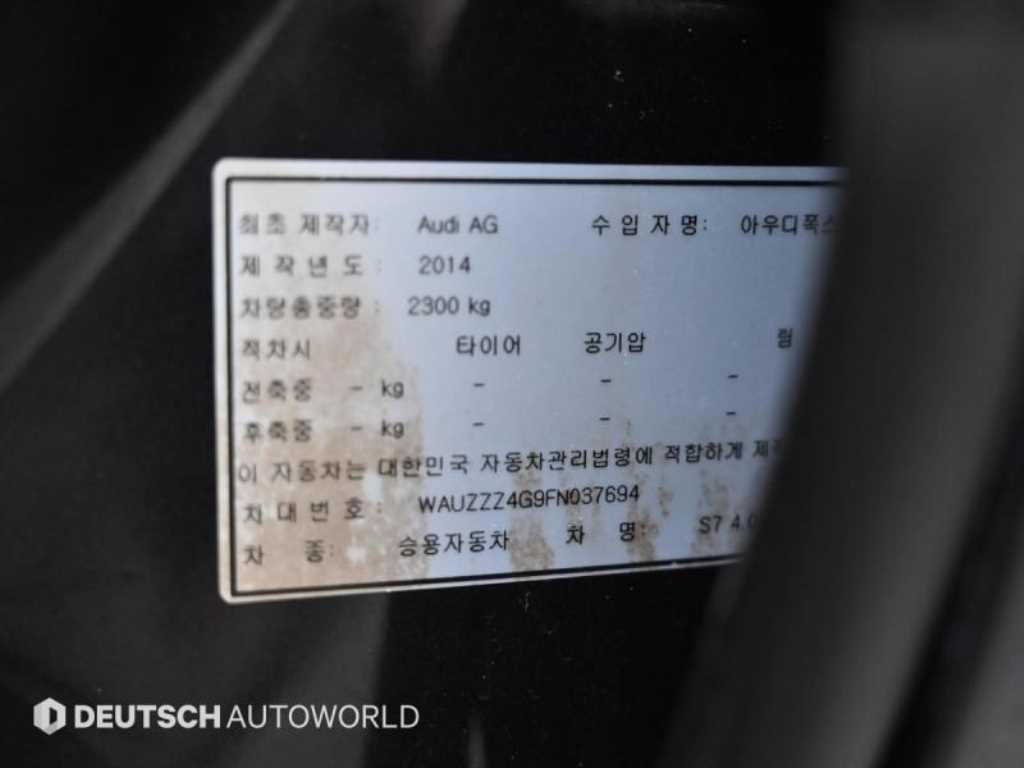 최초 제작자: Audi AG 수 입 자 명: 아우디폭스
제 작 년 도 : 2014
차량총중량 : 2300 kg
적차시 타이어 공기압 림
전축중 - kg - - -
후축중 - kg - - -
이 자동차는 대한민국 자동차관리법령에 적합하게 제작
차 대 번 호 : WAUZZZ4G9FN037694
차 종: 승용자동차 차 명: S7 4.0
DEUTSCH AUTOWORLD